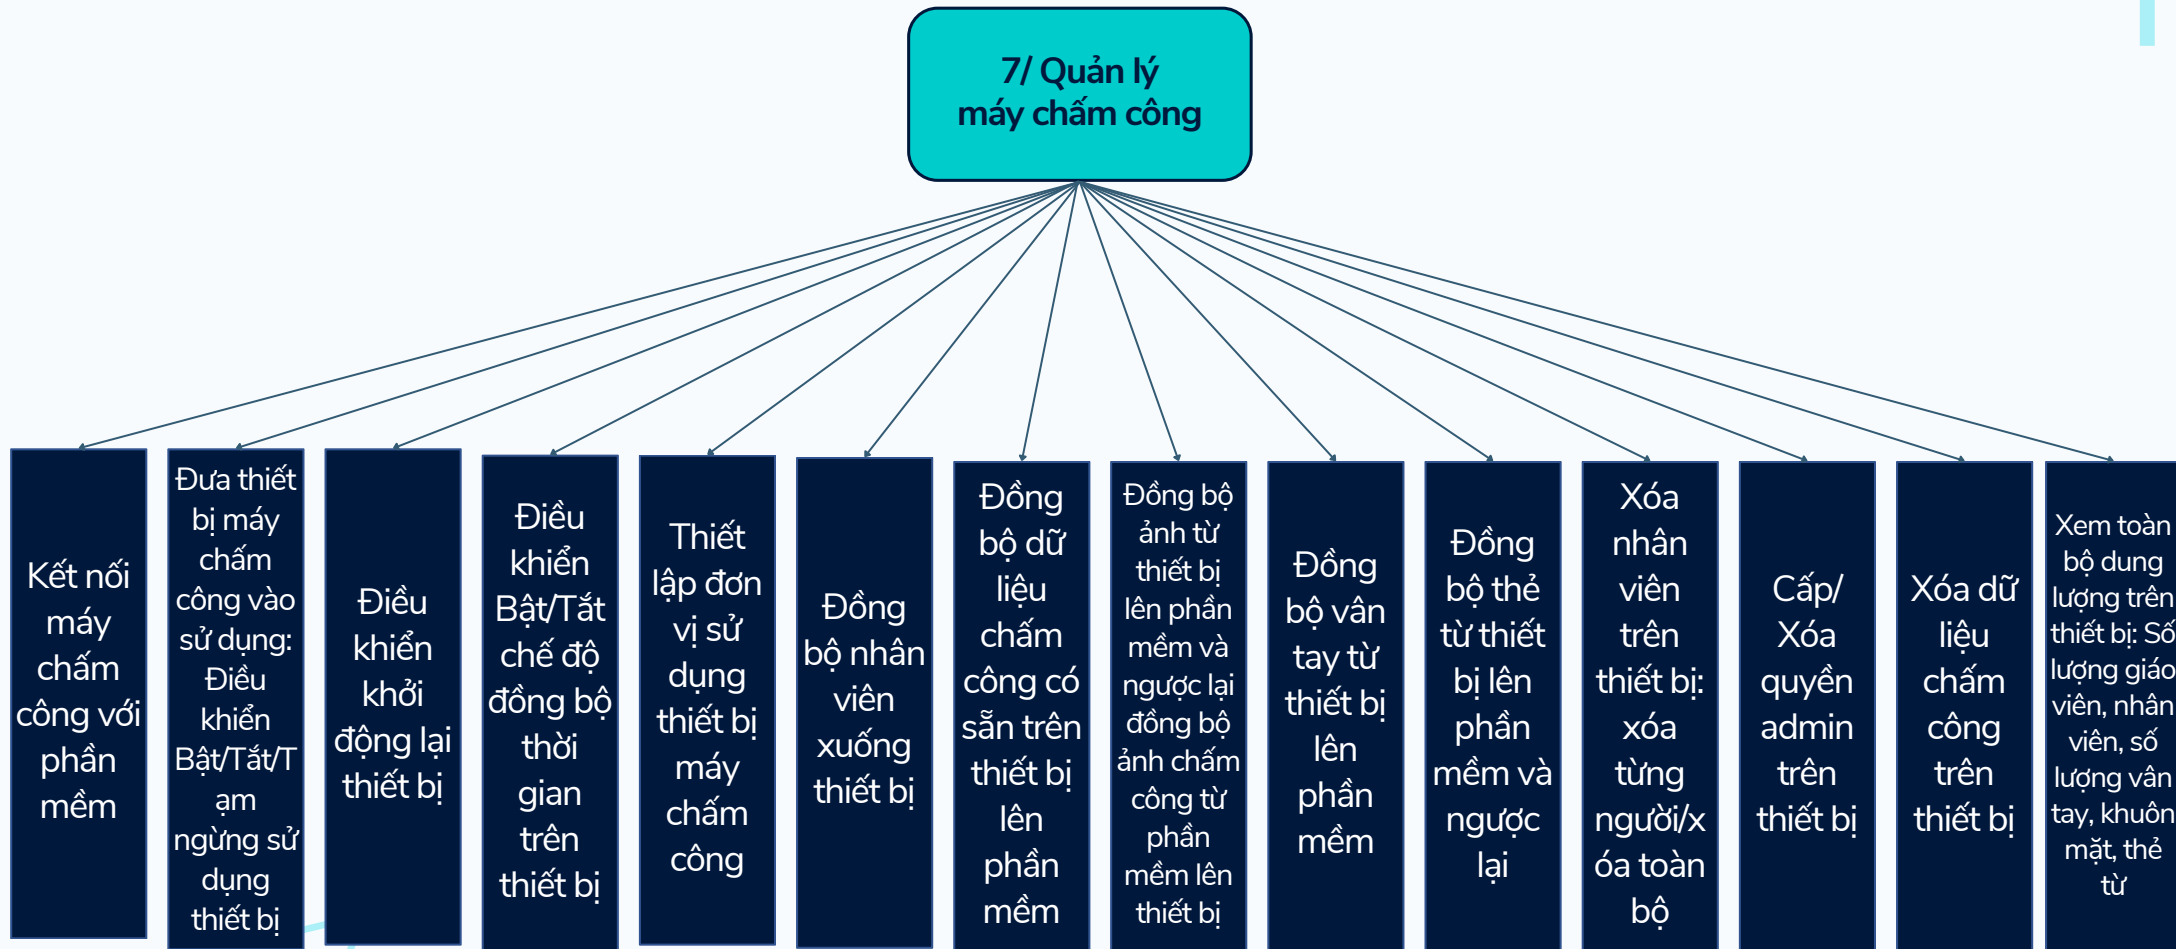 7/ Quản lý
máy chấm công
Kết nối
máy
chấm
công với
phần
mềm
Đưa thiết
bị máy
chấm
công vào
sử dụng:
Điều
khiển
Bật/Tắt/T
ạm
ngừng sử
dụng
thiết bị
Điều
khiển
khởi
động lại
thiết bị
Điều
khiển
Bật/Tắt
chế độ
đồng bộ
thời
gian
trên
thiết bị
Thiết
lập đơn
vị sử
dụng
thiết bị
máy
chấm
công
Đồng
bộ nhân
viên
xuống
thiết bị
Đồng
bộ dữ
liệu
chấm
công có
sẵn trên
thiết bị
lên
phần
mềm
Đồng bộ
ảnh từ
thiết bị
lên phần
mềm và
ngược lại
đồng bộ
ảnh chấm
công từ
phần
mềm lên
thiết bị
Đồng
bộ vân
tay từ
thiết bị
lên
phần
mềm
Đồng
bộ thẻ
từ thiết
bị lên
phần
mềm và
ngược
lại
Xóa
nhân
viên
trên
thiết bị:
xóa
từng
người/x
óa toàn
bộ
Cấp/
Xóa
quyền
admin
trên
thiết bị
Xóa dữ
liệu
chấm
công
trên
thiết bị
Xem toàn
bộ dung
lượng trên
thiết bị: Số
lượng giáo
viên, nhân
viên, số
lượng vân
tay, khuôn
mặt, thẻ
từ